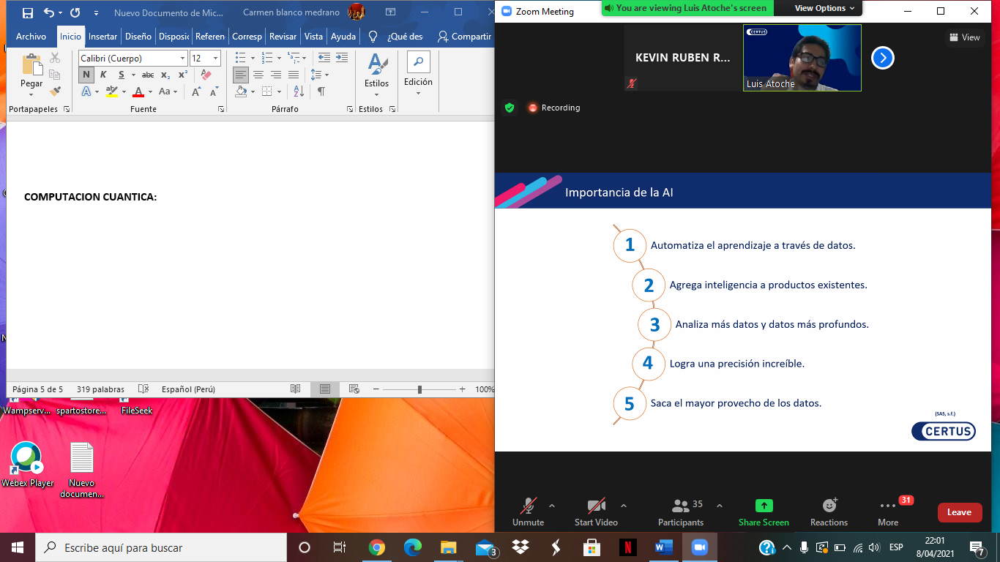 Nuevo Documento de Mic...
Carmen blanco medrano
Archivo
Inicio
Insertar
Diseño
Disposic
Referen
Corresp
Revisar
Vista
Ayuda
¿Qué des
Compartir
Pegar
Portapapeles
Calibri (Cuerpo)
12
N K S abc x₂ x²
A ab A Aa A A
Fuente
Párrafo
Estilos
Estilos
Edición
COMPUTACION CUANTICA:
Página 5 de 5
319 palabras
Español (Perú)
100%
Wampserv...
spartostore...
FileSeek
Webex Player
Nuevo
documen...
Zoom Meeting
You are viewing Luis Atoche's screen
View Options
KEVIN RUBEN R...
CERTUS
Luis Atoche
View
Recording
Importancia de la AI
1 Automatiza el aprendizaje a través de datos.
2 Agrega inteligencia a productos existentes.
3 Analiza más datos y datos más profundos.
4 Logra una precisión increíble.
5 Saca el mayor provecho de los datos.
(SAS, s.f.)
CERTUS
Unmute
Start Video
35
Participants
Share Screen
Reactions
31
More
Leave
Escribe aquí para buscar
3
ESP
22:01
8/04/2021
7